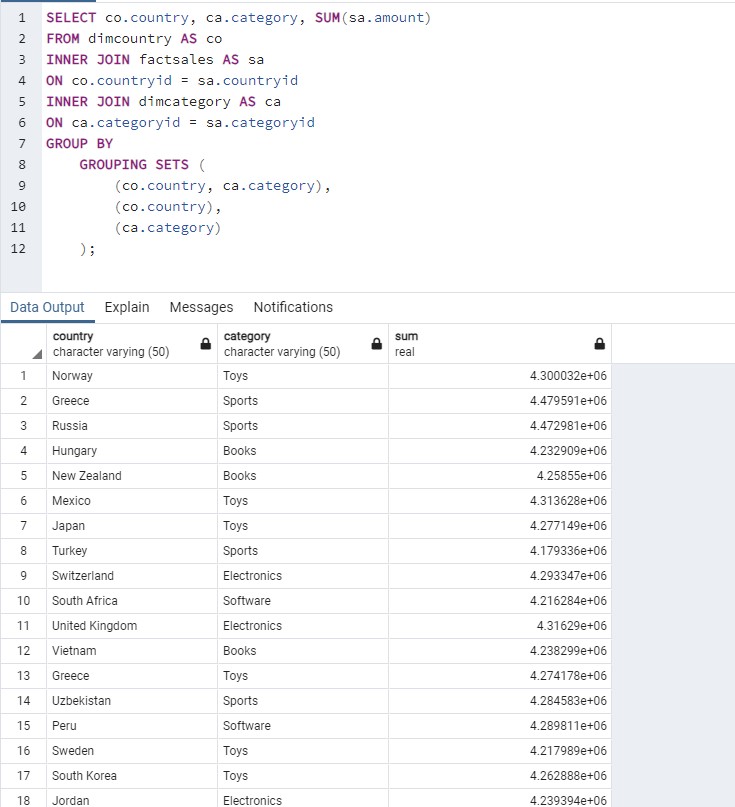 1 SELECT co.country, ca.category, SUM(sa.amount)
2 FROM dimcountry AS co
3 INNER JOIN factsales AS sa
4 ON co.countryid = sa.countryid
5 INNER JOIN dimcategory AS ca
6 ON ca.categoryid = sa.categoryid
7 GROUP BY
8 GROUPING SETS (
9 (co.country, ca.category),
10 (co.country),
11 (ca.category)
12 );
Data Output Explain Messages Notifications
country category sum
character varying (50) character varying (50) real
1 Norway Toys 4.300032e+06
2 Greece Sports 4.479591e+06
3 Russia Sports 4.472981e+06
4 Hungary Books 4.232909e+06
5 New Zealand Books 4.25855e+06
6 Mexico Toys 4.313628e+06
7 Japan Toys 4.277149e+06
8 Turkey Sports 4.179336e+06
9 Switzerland Electronics 4.293347e+06
10 South Africa Software 4.216284e+06
11 United Kingdom Electronics 4.31629e+06
12 Vietnam Books 4.238299e+06
13 Greece Toys 4.274178e+06
14 Uzbekistan Sports 4.284583e+06
15 Peru Software 4.289811e+06
16 Sweden Toys 4.217989e+06
17 South Korea Toys 4.262888e+06
18 Jordan Electronics 4.239394e+06